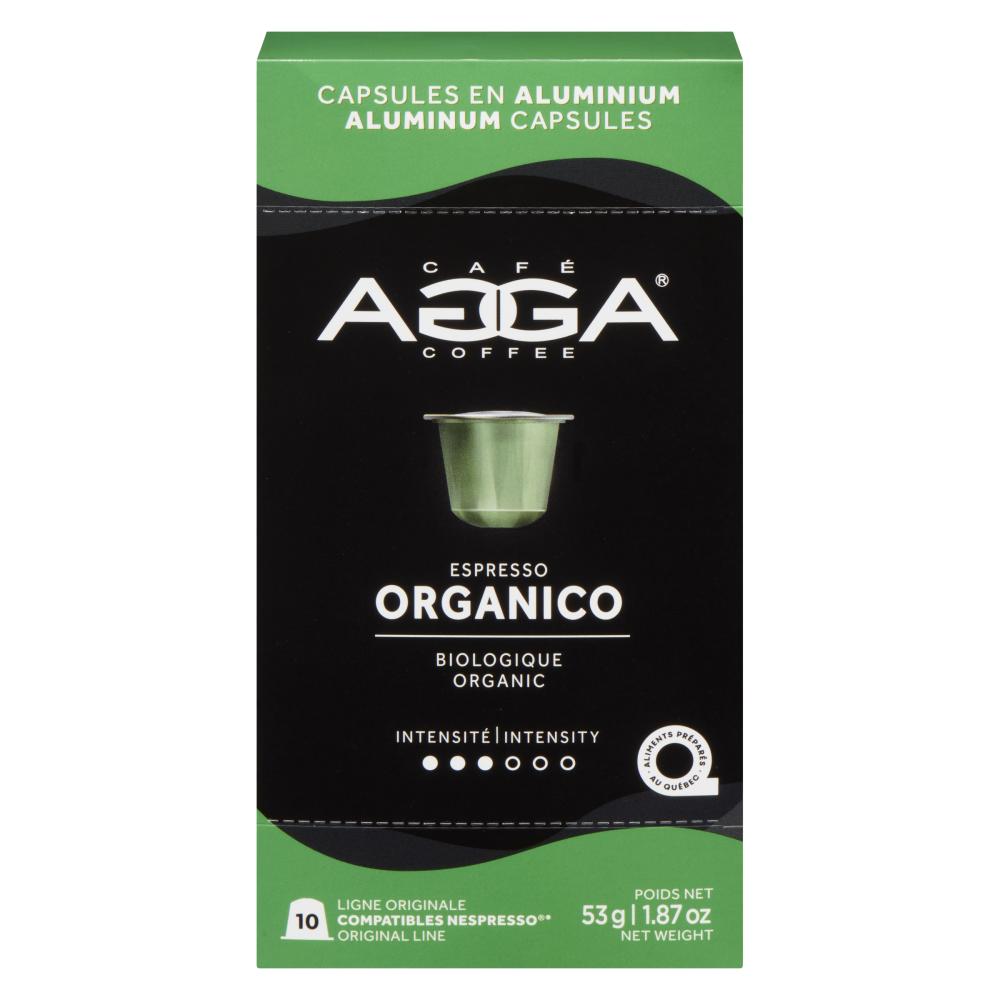 CAPSULES EN ALUMINIUM
ALUMINUM CAPSULES
CAFÉ
AGGA®
COFFEE
ESPRESSO
ORGANICO
BIOLOGIQUE
ORGANIC
INTENSITÉ | INTENSITY
ALIMENTS PRÉPARÉS
AU QUÉBEC
10
LIGNE ORIGINALE
COMPATIBLES NESPRESSO®*
ORIGINAL LINE
POIDS NET
53 g | 1.87 oz
NET WEIGHT